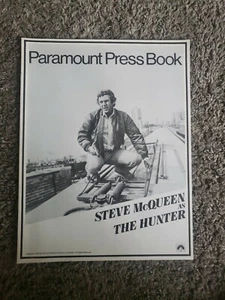 Paramount Press Book
STEVE McQUEEN
AS
THE HUNTER